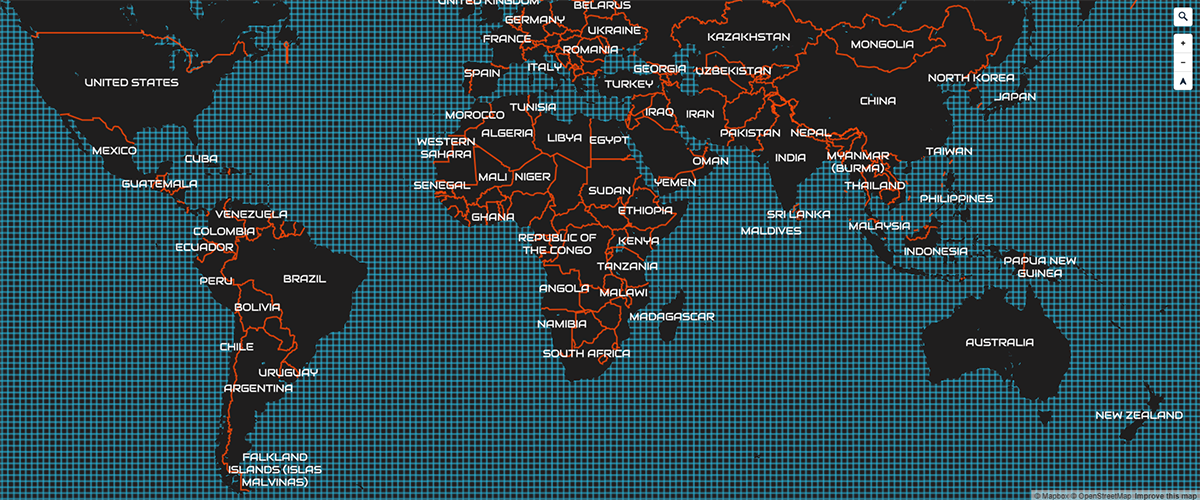 UNITED KINGDOM
BELARUS
GERMANY
UKRAINE
FRANCE
ROMANIA
KAZAKHSTAN
MONGOLIA
ITALY
SPAIN
GEORGIA
UZBEKISTAN
TURKEY
NORTH KOREA
UNITED STATES
JAPAN
CHINA
TUNISIA
MOROCCO
IRAQ
IRAN
ALGERIA
LIBYA
EGYPT
PAKISTAN
NEPAL
WESTERN
SAHARA
MEXICO
CUBA
OMAN
INDIA
MYANMAR
(BURMA)
TAIWAN
GUATEMALA
SENEGAL
MALI
NIGER
SUDAN
YEMEN
THAILAND
PHILIPPINES
VENEZUELA
GHANA
ETHIOPIA
SRI LANKA
COLOMBIA
MALDIVES
MALAYSIA
ECUADOR
REPUBLIC OF
THE CONGO
KENYA
INDONESIA
TANZANIA
PAPUA NEW
GUINEA
PERU
BRAZIL
ANGOLA
MALAWI
BOLIVIA
MADAGASCAR
NAMIBIA
CHILE
SOUTH AFRICA
AUSTRALIA
URUGUAY
ARGENTINA
NEW ZEALAND
FALKLAND
ISLANDS (ISLAS
MALVINAS)
© Mapbox © OpenStreetMap Improve this map